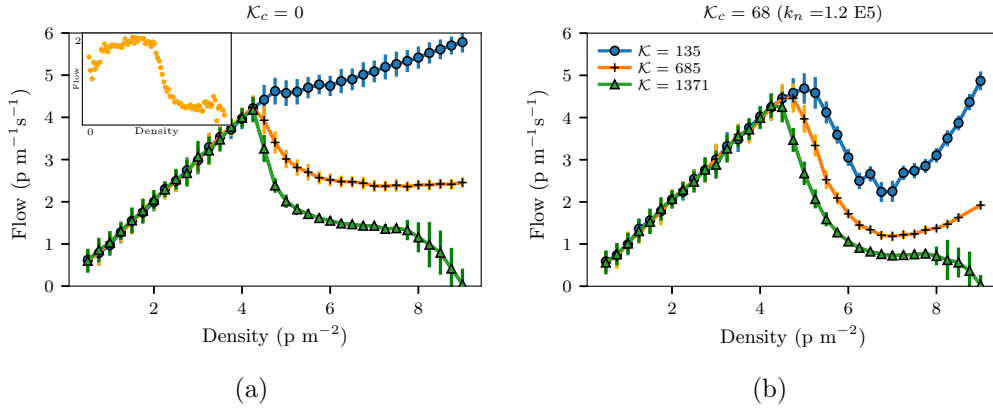 𝒦c = 0
6
5
4
3
2
1
0
Flow (p m⁻¹s⁻¹)
2
Flow
0
Density
2
4
6
8
Density (p m⁻²)
(a)
𝒦c = 68 (kn =1.2 E5)
𝒦 = 135
𝒦 = 685
𝒦 = 1371
6
5
4
3
2
1
0
Flow (p m⁻¹s⁻¹)
2
4
6
8
Density (p m⁻²)
(b)